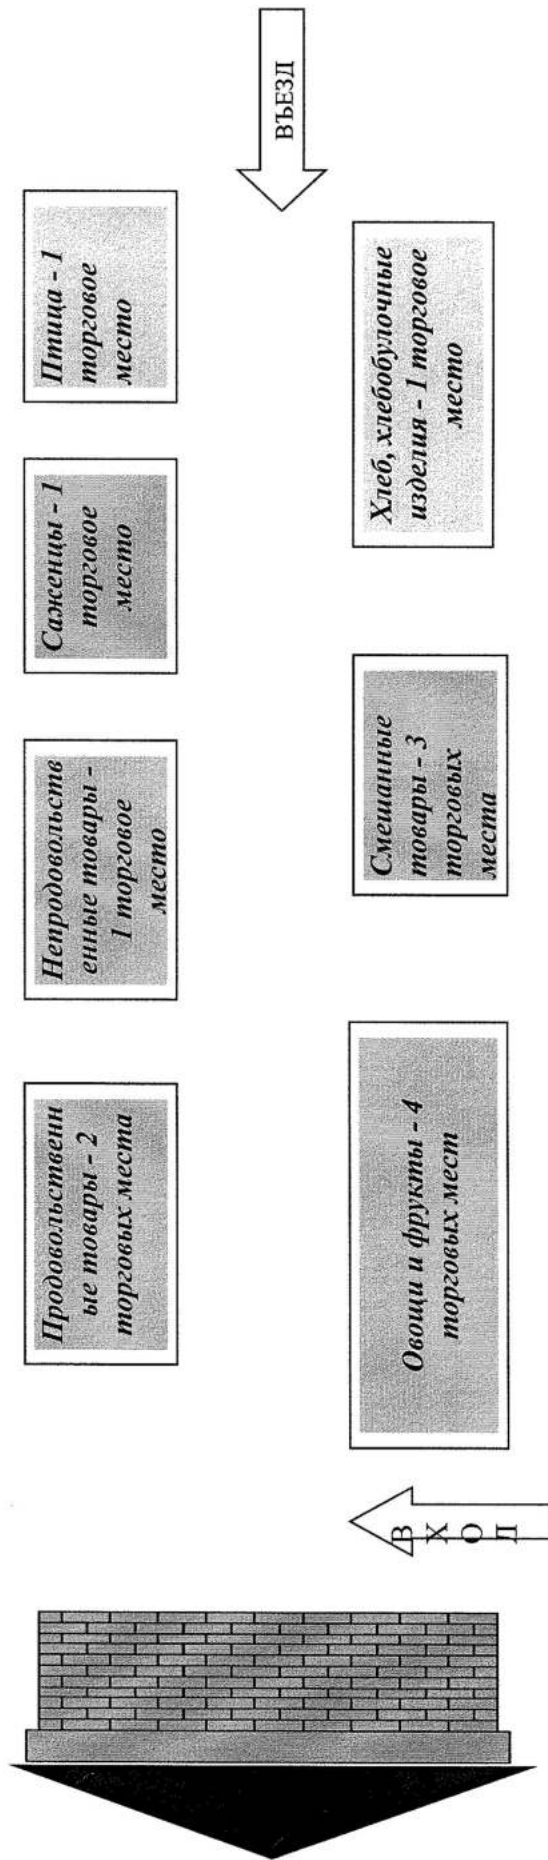 Продовольственн
ые товары - 2
торговых места
Непродовольств
енные товары -
1 торговое
место
Саженцы - 1
торговое
место
Птица - 1
торговое
место
ВЪЕЗД
В
Х
О
Д
Овощи и фрукты - 4
торговых мест
Смешанные
товары - 3
торговых
места
Хлеб, хлебобулочные
изделия - 1 торговое
место